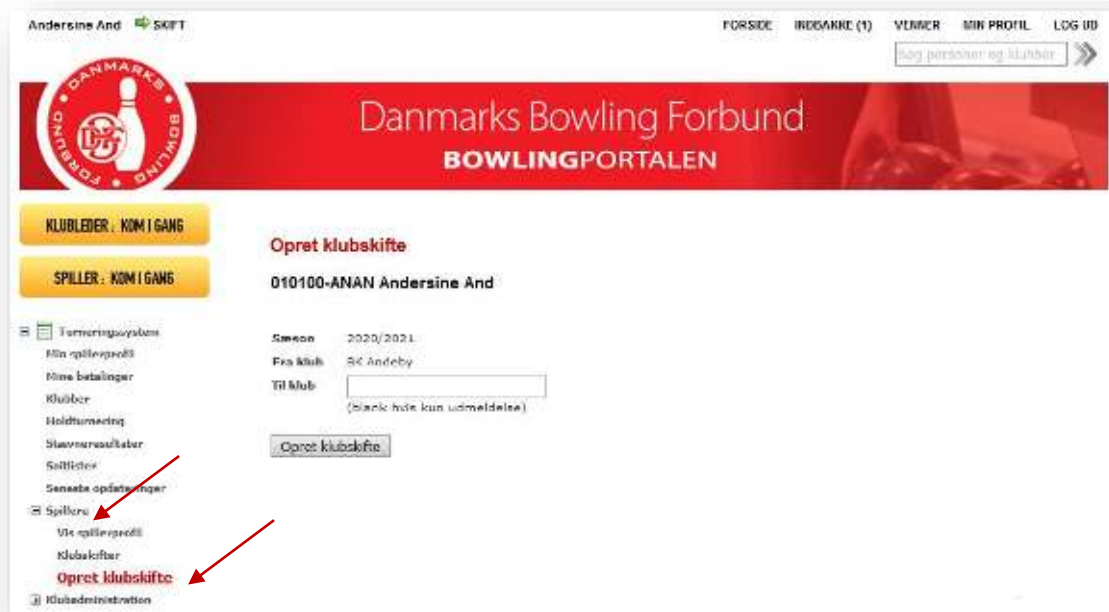 Andersine And SKIFT
FORSIDE INDBAKKE (1) VENNER MIN PROFIL LOG UD
Søg personer og klubber
DANMARKS BOWLING FORBUND
Danmarks Bowling Forbund
BOWLINGPORTALEN
KLUBLEDER: KOM I GANG
SPILLER: KOM I GANG
Opret klubskifte
010100-ANAN Andersine And
Sæson 2020/2021
Fra klub BK Andeby
Til klub
(blank hvis kun udmeldelse)
Opret klubskifte
Turneringssystem
Min spillerprofil
Mine betalinger
Klubber
Holdturnering
Stævneresultater
Snitlister
Seneste opdateringer
Spillere
Vis spillerprofil
Klubskifter
Opret klubskifte
Klubadministration